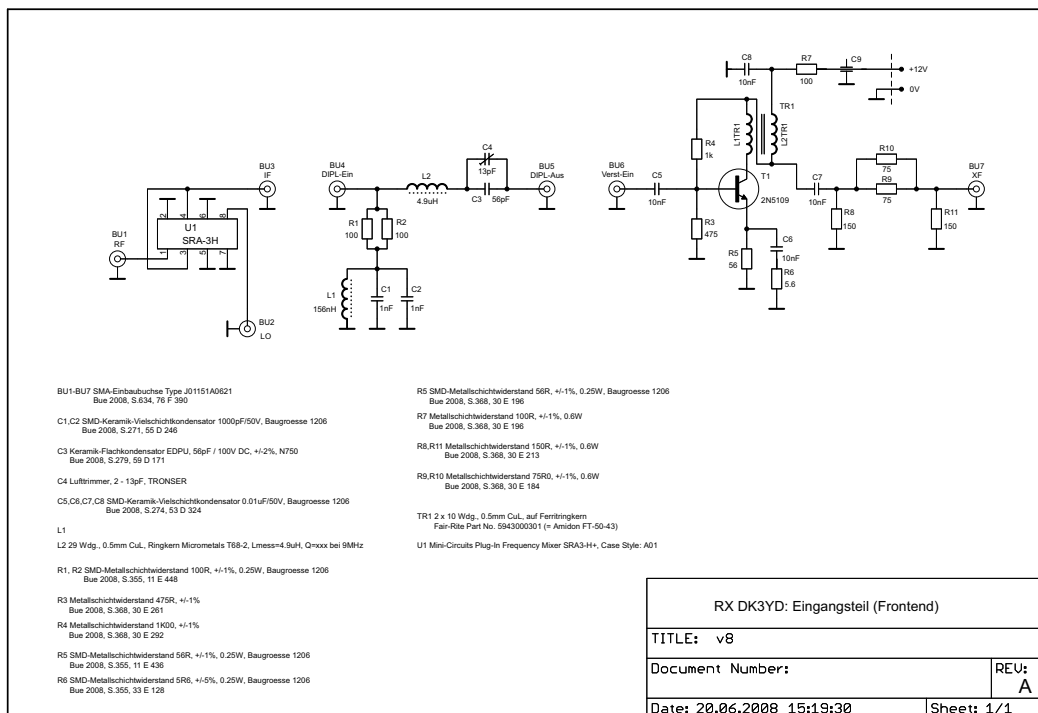 C8
10nF
R7
100
C9
+12V
0V
TR1
L1TR1
L2TR1
R4
1k
BU3
IF
BU4
DIPL-Ein
L2
4.9uH
C4
13pF
C3
56pF
BU5
DIPL-Aus
BU6
Verst-Ein
C5
10nF
T1
2N5109
C7
10nF
R10
75
R9
75
BU7
XF
R8
150
R11
150
2
4
6
8
U1
SRA-3H
1
3
5
7
BU1
RF
BU2
LO
R1
100
R2
100
R3
475
R5
56
C6
10nF
R6
5.6
L1
156nH
C1
1nF
C2
1nF
BU1-BU7 SMA-Einbaubuchse Type J01151A0621
Bue 2008, S.634, 76 F 390
C1,C2 SMD-Keramik-Vielschichtkondensator 1000pF/50V, Baugroesse 1206
Bue 2008, S.271, 55 D 246
C3 Keramik-Flachkondensator EDPU, 56pF / 100V DC, +/-2%, N750
Bue 2008, S.279, 59 D 171
C4 Lufttrimmer, 2 - 13pF, TRONSER
C5,C6,C7,C8 SMD-Keramik-Vielschichtkondensator 0.01uF/50V, Baugroesse 1206
Bue 2008, S.274, 53 D 324
L1
L2 29 Wdg., 0.5mm CuL, Ringkern Micrometals T68-2, Lmess=4.9uH, Q=xxx bei 9MHz
R1, R2 SMD-Metallschichtwiderstand 100R, +/-1%, 0.25W, Baugroesse 1206
Bue 2008, S.355, 11 E 448
R3 Metallschichtwiderstand 475R, +/-1%
Bue 2008, S.368, 30 E 261
R4 Metallschichtwiderstand 1K00, +/-1%
Bue 2008, S.368, 30 E 292
R5 SMD-Metallschichtwiderstand 56R, +/-1%, 0.25W, Baugroesse 1206
Bue 2008, S.355, 11 E 436
R6 SMD-Metallschichtwiderstand 5R6, +/-5%, 0.25W, Baugroesse 1206
Bue 2008, S.355, 33 E 128
R5 SMD-Metallschichtwiderstand 56R, +/-1%, 0.25W, Baugroesse 1206
Bue 2008, S.368, 30 E 196
R7 Metallschichtwiderstand 100R, +/-1%, 0.6W
Bue 2008, S.368, 30 E 196
R8,R11 Metallschichtwiderstand 150R, +/-1%, 0.6W
Bue 2008, S.368, 30 E 213
R9,R10 Metallschichtwiderstand 75R0, +/-1%, 0.6W
Bue 2008, S.368, 30 E 184
TR1 2 x 10 Wdg., 0.5mm CuL, auf Ferritringkern
Fair-Rite Part No. 5943000301 (= Amidon FT-50-43)
U1 Mini-Circuits Plug-In Frequency Mixer SRA3-H+, Case Style: A01
RX DK3YD: Eingangsteil (Frontend)
TITLE: v8
Document Number:
REV:
A
Date: 20.06.2008 15:19:30
Sheet: 1/1